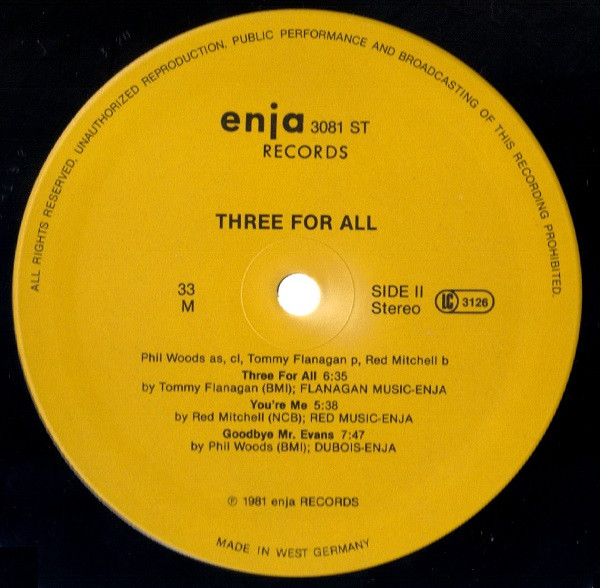 ALL RIGHTS RESERVED. UNAUTHORIZED REPRODUCTION, PUBLIC PERFORMANCE AND BROADCASTING OF THIS RECORDING PROHIBITED.
enja 3081 ST
RECORDS
THREE FOR ALL
33
M
SIDE II
Stereo
LC 3126
Phil Woods as, cl, Tommy Flanagan p, Red Mitchell b
Three For All 6:35
by Tommy Flanagan (BMI); FLANAGAN MUSIC-ENJA
You're Me 5:38
by Red Mitchell (NCB); RED MUSIC-ENJA
Goodbye Mr. Evans 7:47
by Phil Woods (BMI); DUBOIS-ENJA
℗ 1981 enja RECORDS
MADE IN WEST GERMANY